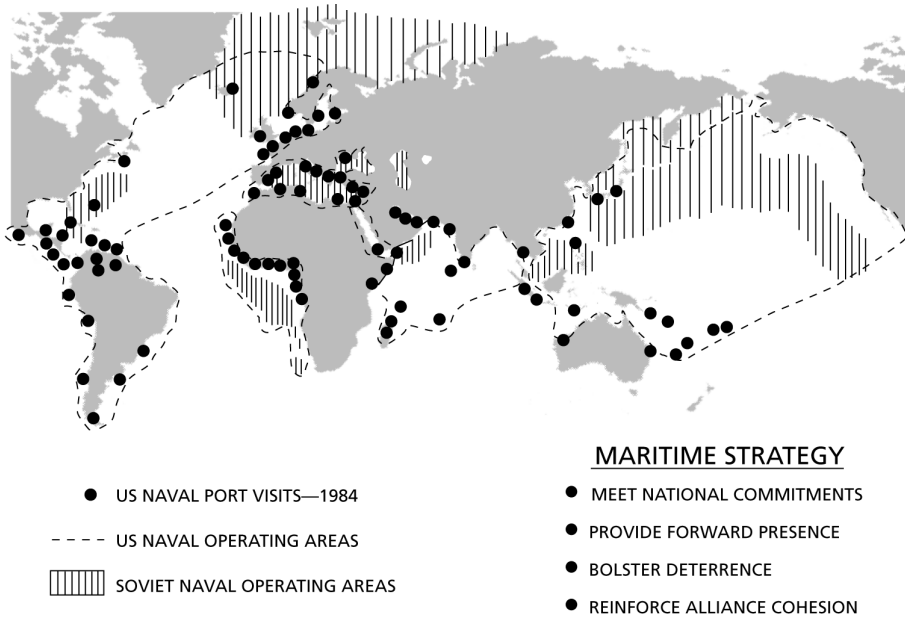 MARITIME STRATEGY
US NAVAL PORT VISITS—1984
US NAVAL OPERATING AREAS
SOVIET NAVAL OPERATING AREAS
MEET NATIONAL COMMITMENTS
PROVIDE FORWARD PRESENCE
BOLSTER DETERRENCE
REINFORCE ALLIANCE COHESION